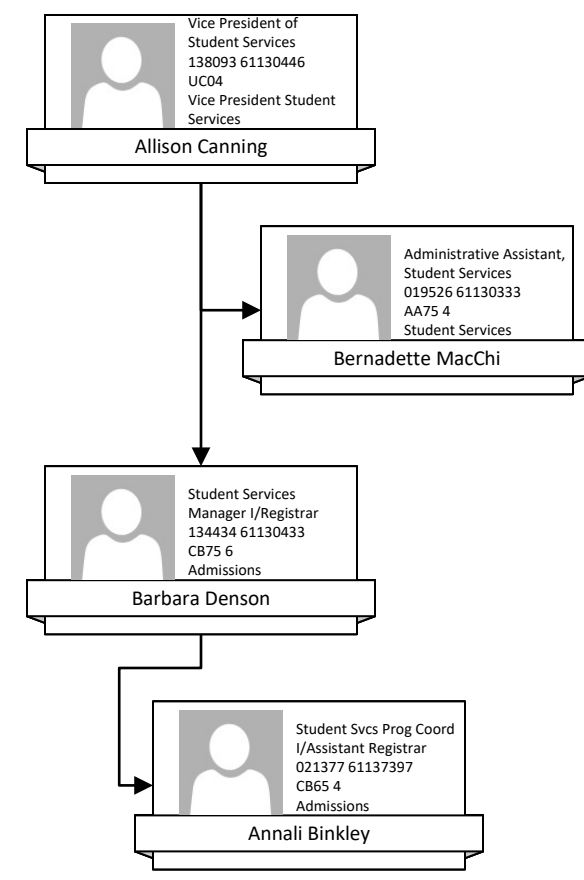 Vice President of
Student Services
138093 61130446
UC04
Vice President Student
Services
Allison Canning
Administrative Assistant,
Student Services
019526 61130333
AA75 4
Student Services
Bernadette MacChi
Student Services
Manager I/Registrar
134434 61130433
CB75 6
Admissions
Barbara Denson
Student Svcs Prog Coord
I/Assistant Registrar
021377 61137397
CB65 4
Admissions
Annali Binkley